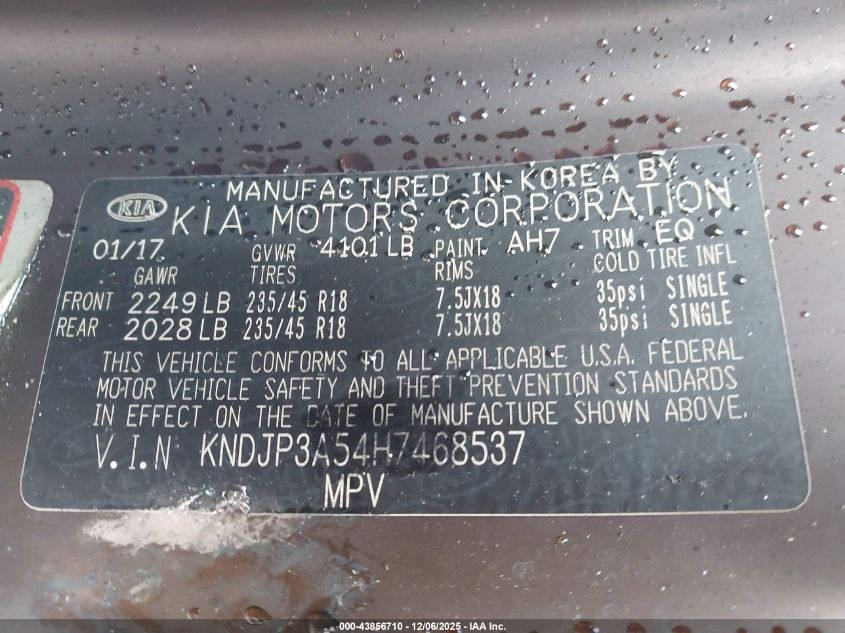 MANUFACTURED IN KOREA BY
KIA KIA MOTORS CORPORATION
01/17 GVWR 4101 LB PAINT AH7 TRIM EQ
GAWR TIRES RIMS COLD TIRE INFL
FRONT 2249 LB 235/45 R18 7.5JX18 35psi SINGLE
REAR 2028 LB 235/45 R18 7.5JX18 35psi SINGLE
THIS VEHICLE CONFORMS TO ALL APPLICABLE U.S.A. FEDERAL
MOTOR VEHICLE SAFETY AND THEFT PREVENTION STANDARDS
IN EFFECT ON THE DATE OF MANUFACTURE SHOWN ABOVE.
V.I.N KNDJP3A54H7468537
MPV
000-43856710 - 12/06/2025 - IAA Inc.